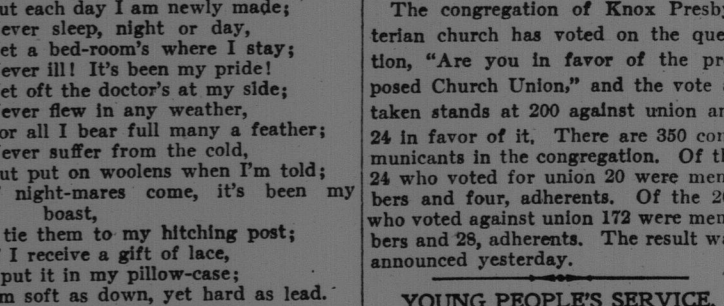 ut each day I am newly made;
ever sleep, night or day,
et a bed-room's where I stay;
ever ill! It's been my pride!
et oft the doctor's at my side;
ever flew in any weather,
or all I bear full many a feather;
ever suffer from the cold,
ut put on woolens when I'm told;
night-mares come, it's been my
boast,
tie them to my hitching post;
I receive a gift of lace,
put it in my pillow-case;
m soft as down, yet hard as lead.
The congregation of Knox Presb
terian church has voted on the que
tion, "Are you in favor of the pr
posed Church Union," and the vote
taken stands at 200 against union a
24 in favor of it. There are 350 co
municants in the congregation. Of t
24 who voted for union 20 were mem
bers and four, adherents. Of the 2
who voted against union 172 were mem
bers and 28, adherents. The result w
announced yesterday.
YOUNG PEOPLE'S SERVICE